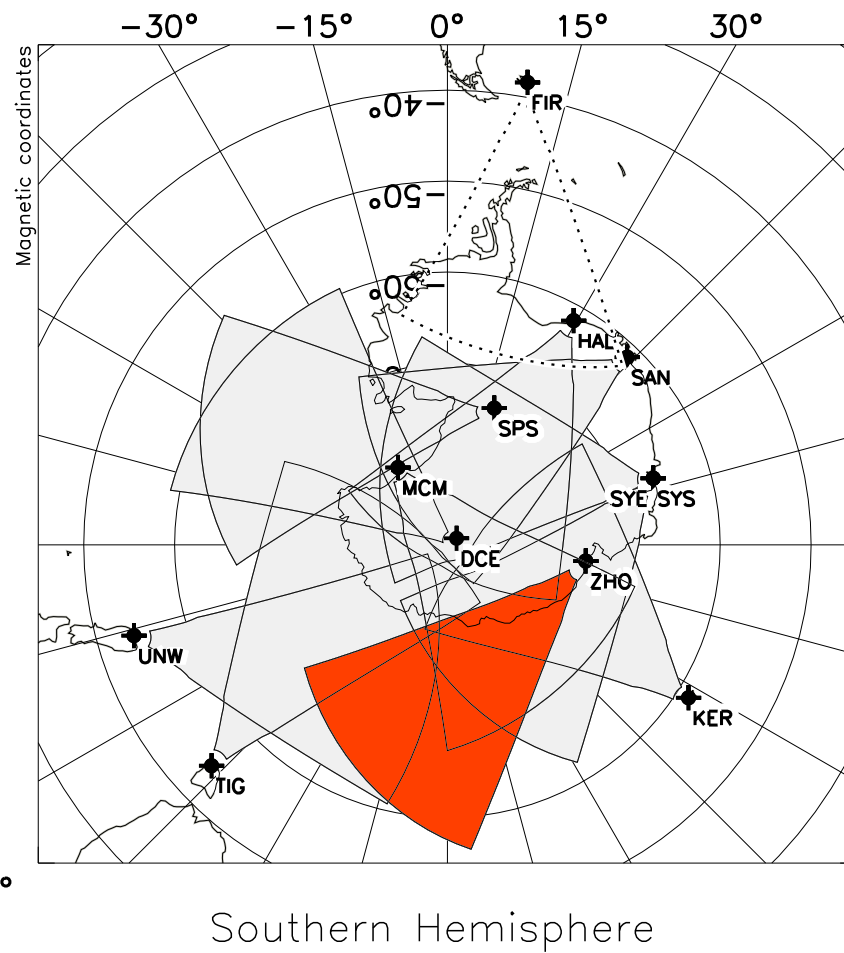 −30° −15° 0° 15° 30°
Magnetic coordinates
FIR
−40°
−50°
HAL
SAN
SPS
MCM
SYE SYS
DCE
ZHO
UNW
KER
TIG
Southern Hemisphere